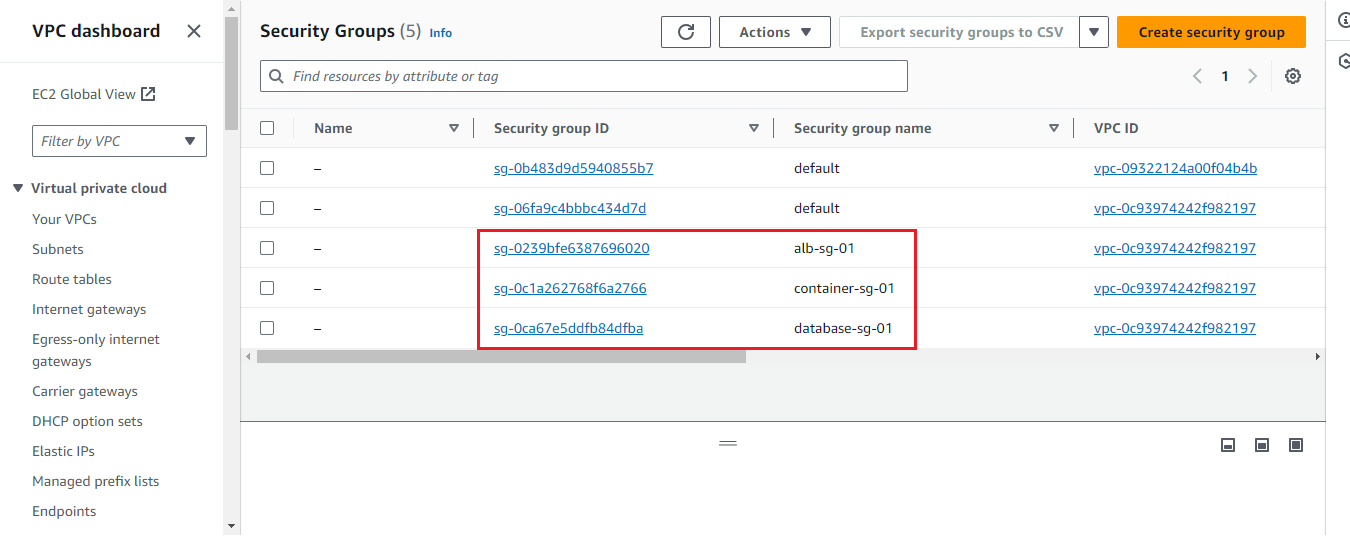 VPC dashboard
EC2 Global View
Filter by VPC
Virtual private cloud
Your VPCs
Subnets
Route tables
Internet gateways
Egress-only internet
gateways
Carrier gateways
DHCP option sets
Elastic IPs
Managed prefix lists
Endpoints
Security Groups (5) Info
Actions
Export security groups to CSV
Create security group
Find resources by attribute or tag
1
Name Security group ID Security group name VPC ID
– sg-0b483d9d5940855b7 default vpc-09322124a00f04b4b
– sg-06fa9c4bbbc434d7d default vpc-0c93974242f982197
– sg-0239bfe6387696020 alb-sg-01 vpc-0c93974242f982197
– sg-0c1a262768f6a2766 container-sg-01 vpc-0c93974242f982197
– sg-0ca67e5ddfb84dfba database-sg-01 vpc-0c93974242f982197